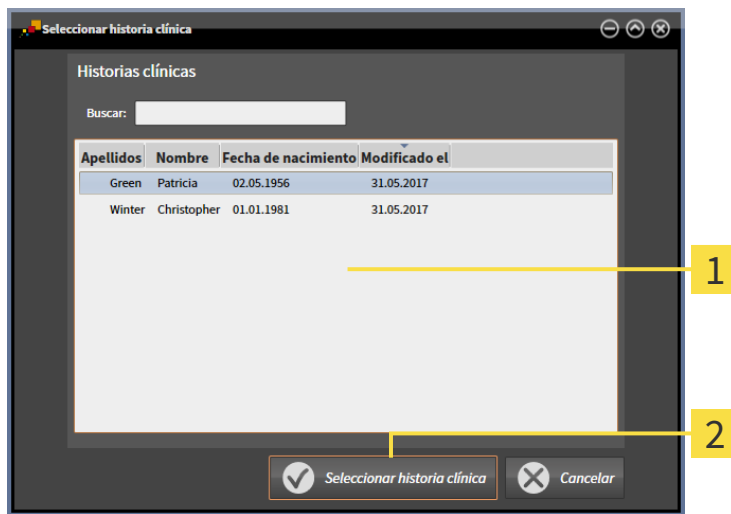 Seleccionar historia clínica
Historias clínicas
Buscar:
Apellidos Nombre Fecha de nacimiento Modificado el
Green Patricia 02.05.1956 31.05.2017
Winter Christopher 01.01.1981 31.05.2017
1
2
Seleccionar historia clínica Cancelar